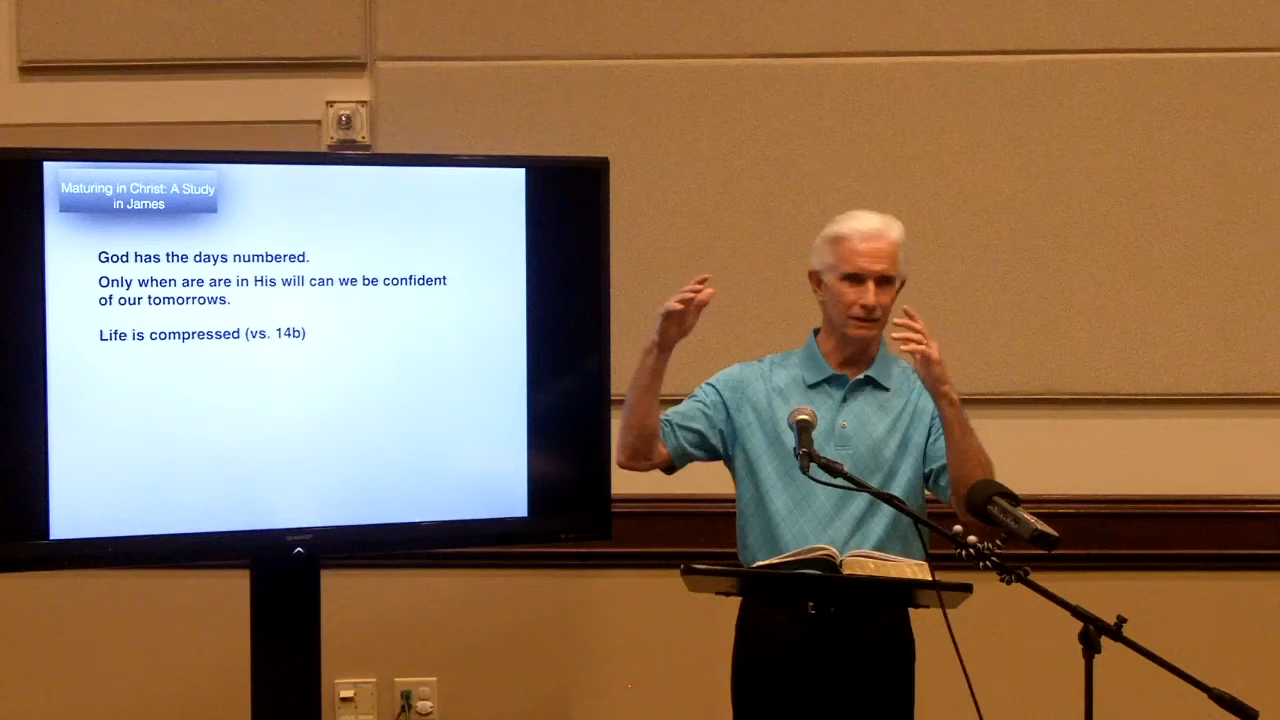 Maturing in Christ: A Study
in James
God has the days numbered.
Only when are are in His will can we be confident
of our tomorrows.
Life is compressed (vs. 14b)
SHARP